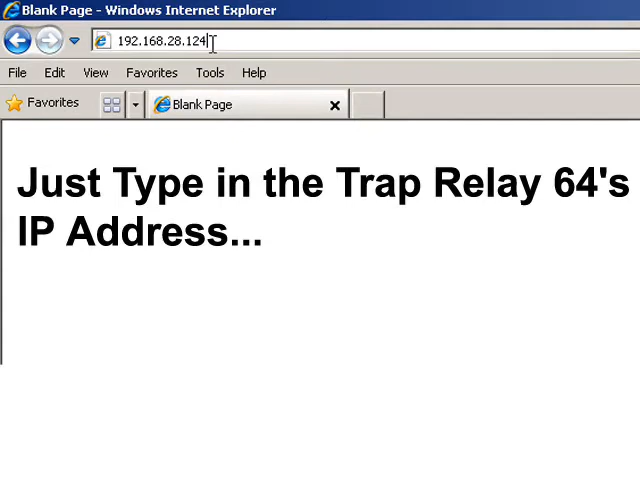 Blank Page - Windows Internet Explorer
192.168.28.124
File Edit View Favorites Tools Help
Favorites Blank Page
Just Type in the Trap Relay 64's
IP Address...